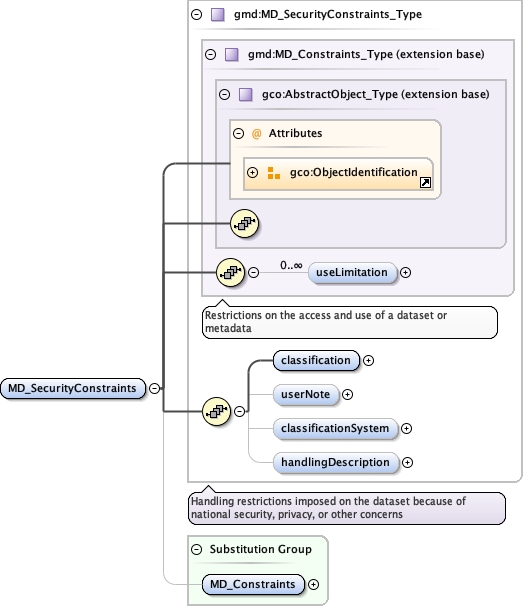 gmd:MD_SecurityConstraints_Type
gmd:MD_Constraints_Type (extension base)
gco:AbstractObject_Type (extension base)
@ Attributes
gco:ObjectIdentification
0..∞
useLimitation
Restrictions on the access and use of a dataset or
metadata
MD_SecurityConstraints
classification
userNote
classificationSystem
handlingDescription
Handling restrictions imposed on the dataset because of
national security, privacy, or other concerns
Substitution Group
MD_Constraints